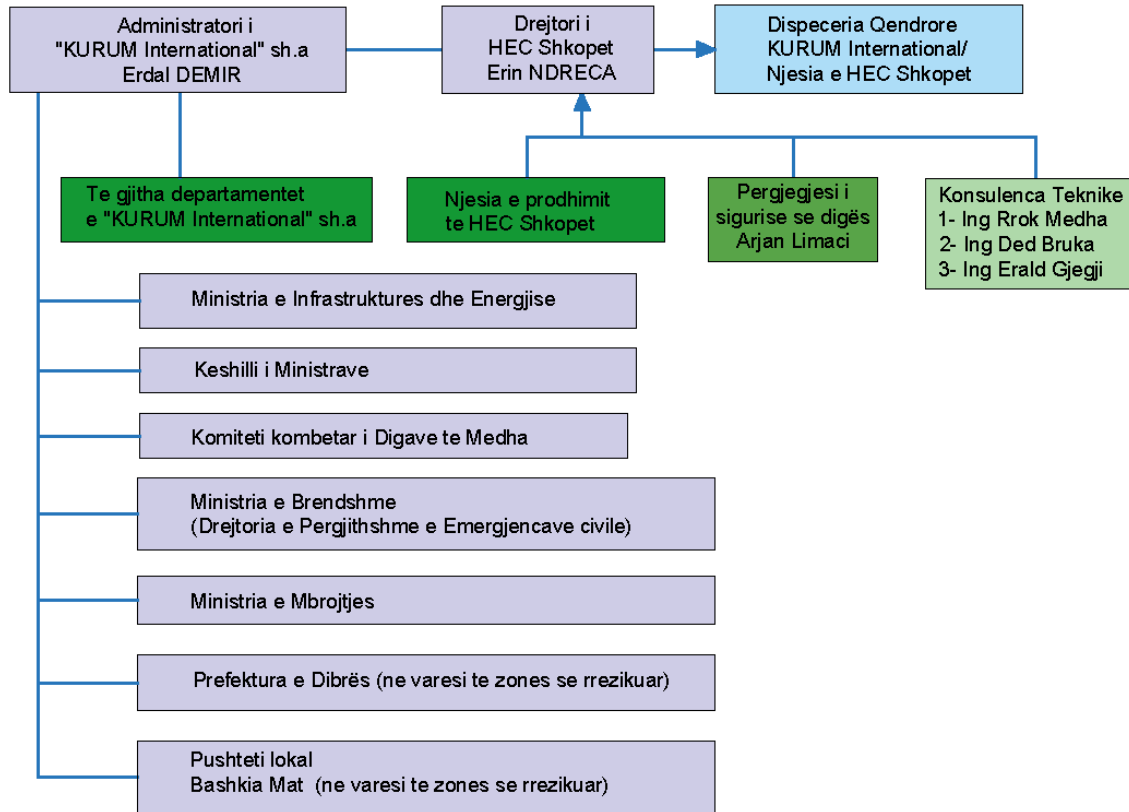 Administratori i
"KURUM International" sh.a
Erdal DEMIR
Drejtori i
HEC Shkopet
Erin NDRECA
Dispeceria Qendrore
KURUM International/
Njesia e HEC Shkopet
Te gjitha departamentet
e "KURUM International" sh.a
Njesia e prodhimit
te HEC Shkopet
Pergjegjesi i
sigurise se digës
Arjan Limaci
Konsulenca Teknike
1- Ing Rrok Medha
2- Ing Ded Bruka
3- Ing Erald Gjegji
Ministria e Infrastruktures dhe Energjise
Keshilli i Ministrave
Komiteti kombetar i Digave te Medha
Ministria e Brendshme
(Drejtoria e Pergjithshme e Emergjencave civile)
Ministria e Mbrojtjes
Prefektura e Dibrës (ne varesi te zones se rrezikuar)
Pushteti lokal
Bashkia Mat (ne varesi te zones se rrezikuar)